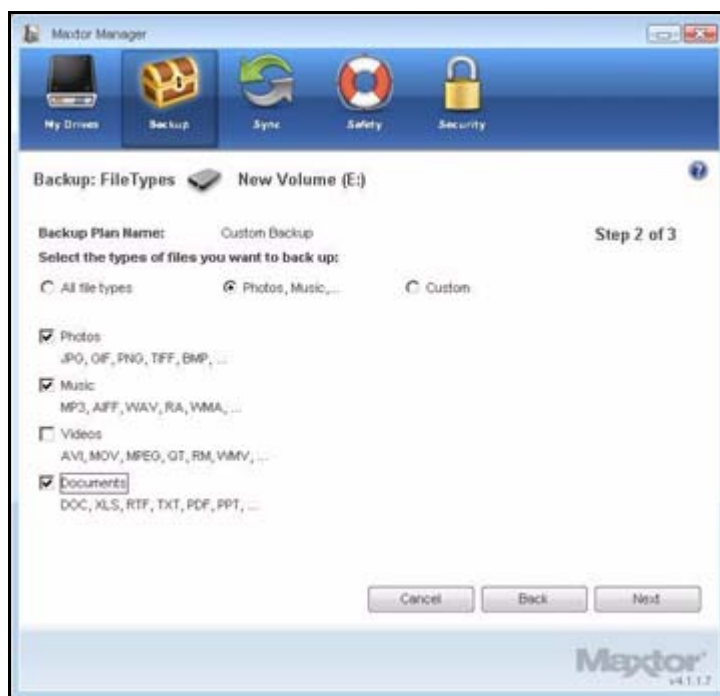 Maxtor Manager
My Drives Backup Sync Safety Security
Backup: FileTypes New Volume (E:) ?
Backup Plan Name: Custom Backup Step 2 of 3
Select the types of files you want to back up:
All file types Photos, Music,... Custom
Photos
JPG, GIF, PNG, TIFF, BMP, ...
Music
MP3, AIFF, WAV, RA, WMA, ...
Videos
AVI, MOV, MPEG, QT, RM, WMV, ...
Documents
DOC, XLS, RTF, TXT, PDF, PPT, ...
Cancel Back Next
Maxtor
v4.1.1.7